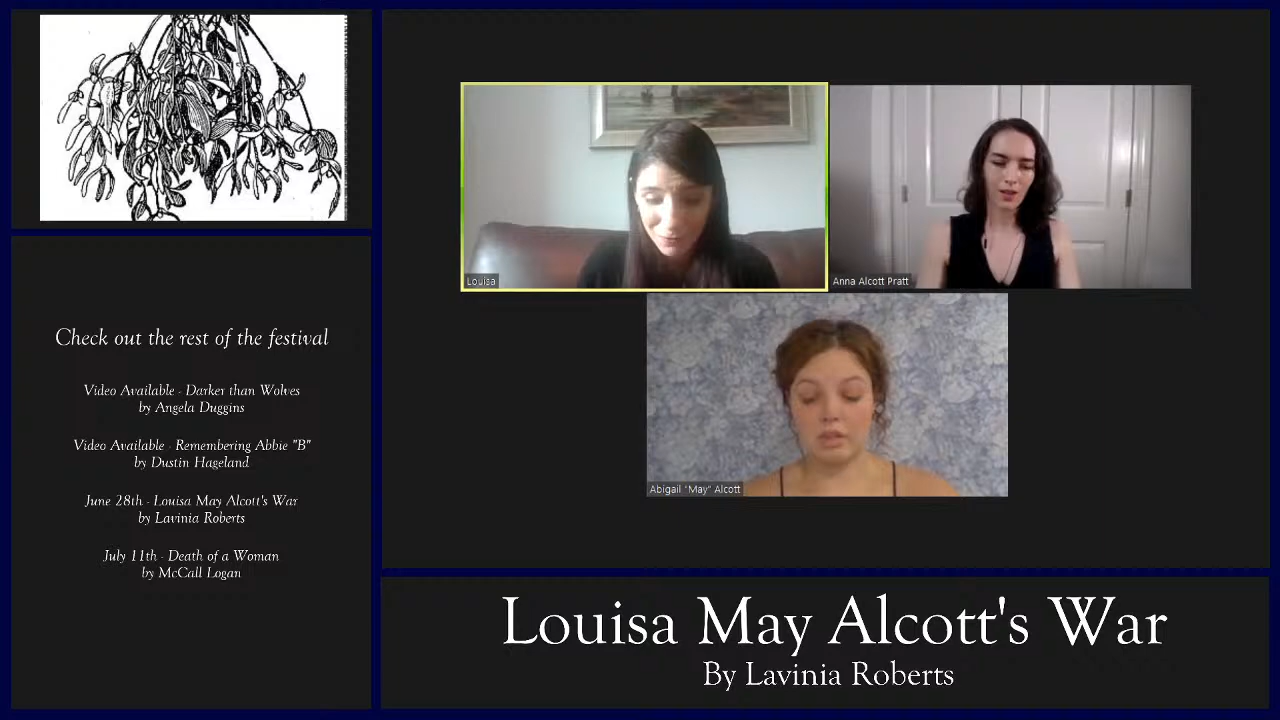 Louisa
Anna Alcott Pratt
Abigail "May" Alcott
Check out the rest of the festival
Video Available - Darker than Wolves
by Angela Duggins
Video Available - Remembering Abbie "B"
by Dustin Hageland
June 28th - Louisa May Alcott's War
by Lavinia Roberts
July 11th - Death of a Woman
by McCall Logan
Louisa May Alcott's War
By Lavinia Roberts